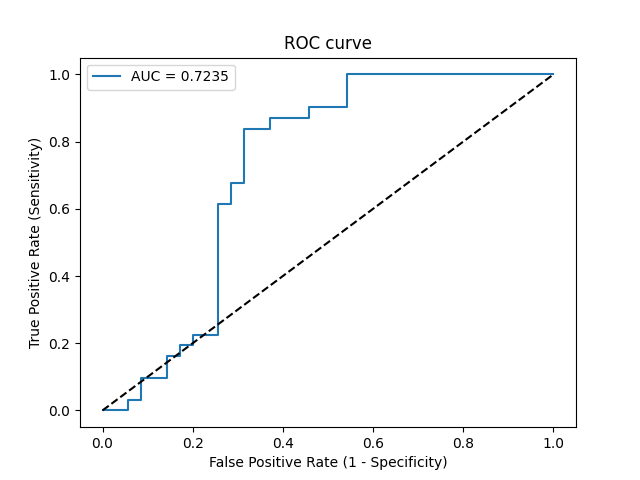 ROC curve
AUC = 0.7235
True Positive Rate (Sensitivity)
1.0
0.8
0.6
0.4
0.2
0.0
0.0 0.2 0.4 0.6 0.8 1.0
False Positive Rate (1 - Specificity)